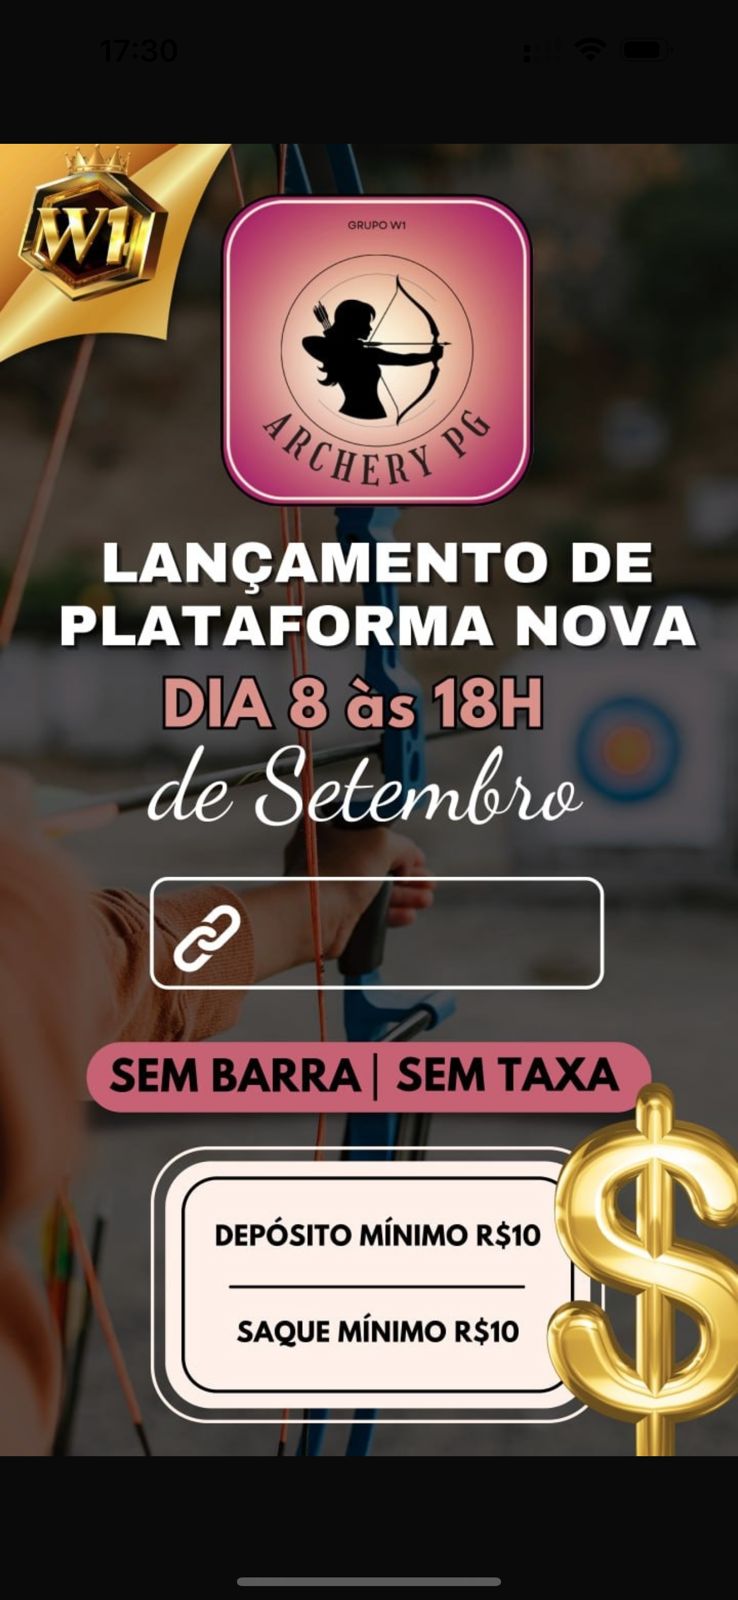 17:30
W1
GRUPO W1
ARCHERY PG
LANÇAMENTO DE
PLATAFORMA NOVA
DIA 8 às 18H
de Setembro
SEM BARRA | SEM TAXA
DEPÓSITO MÍNIMO R$10
SAQUE MÍNIMO R$10
$